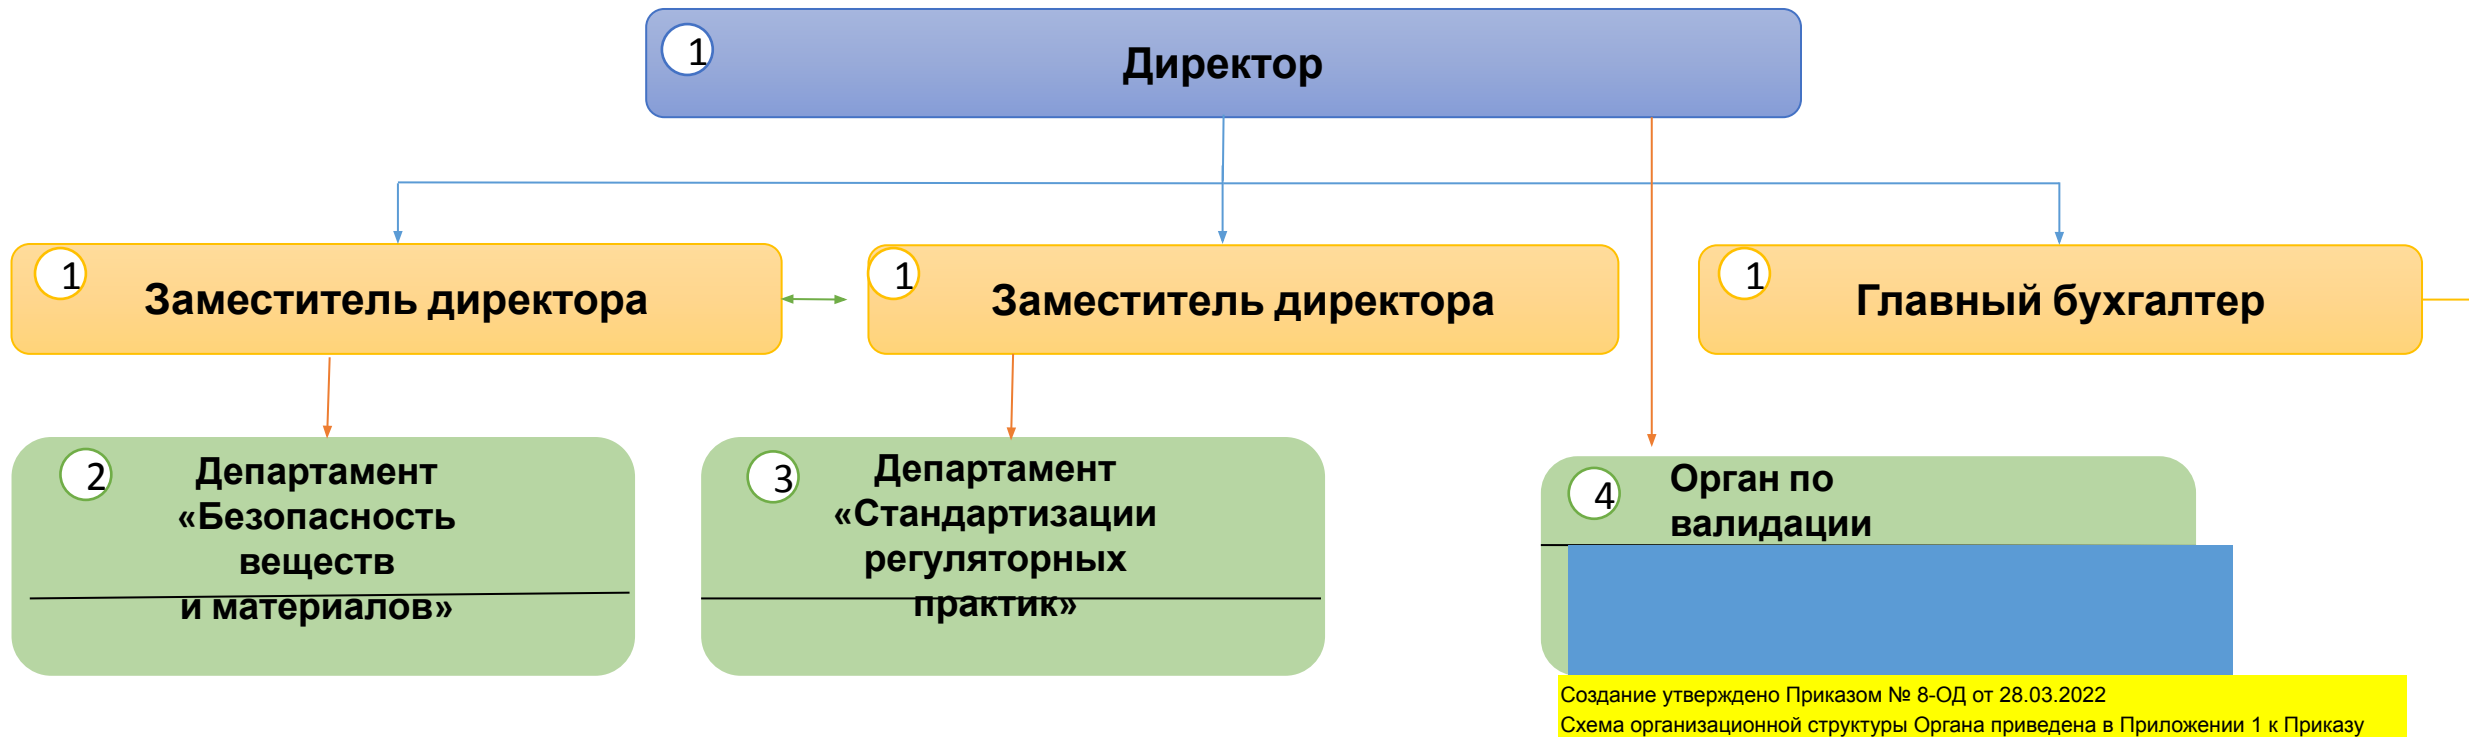 1
Директор
1
Заместитель директора
1
Заместитель директора
1
Главный бухгалтер
2
Департамент
«Безопасность
веществ
и материалов»
3
Департамент
«Стандартизации
регуляторных
практик»
4
Орган по
валидации
Создание утверждено Приказом № 8-ОД от 28.03.2022
Схема организационной структуры Органа приведена в Приложении 1 к Приказу